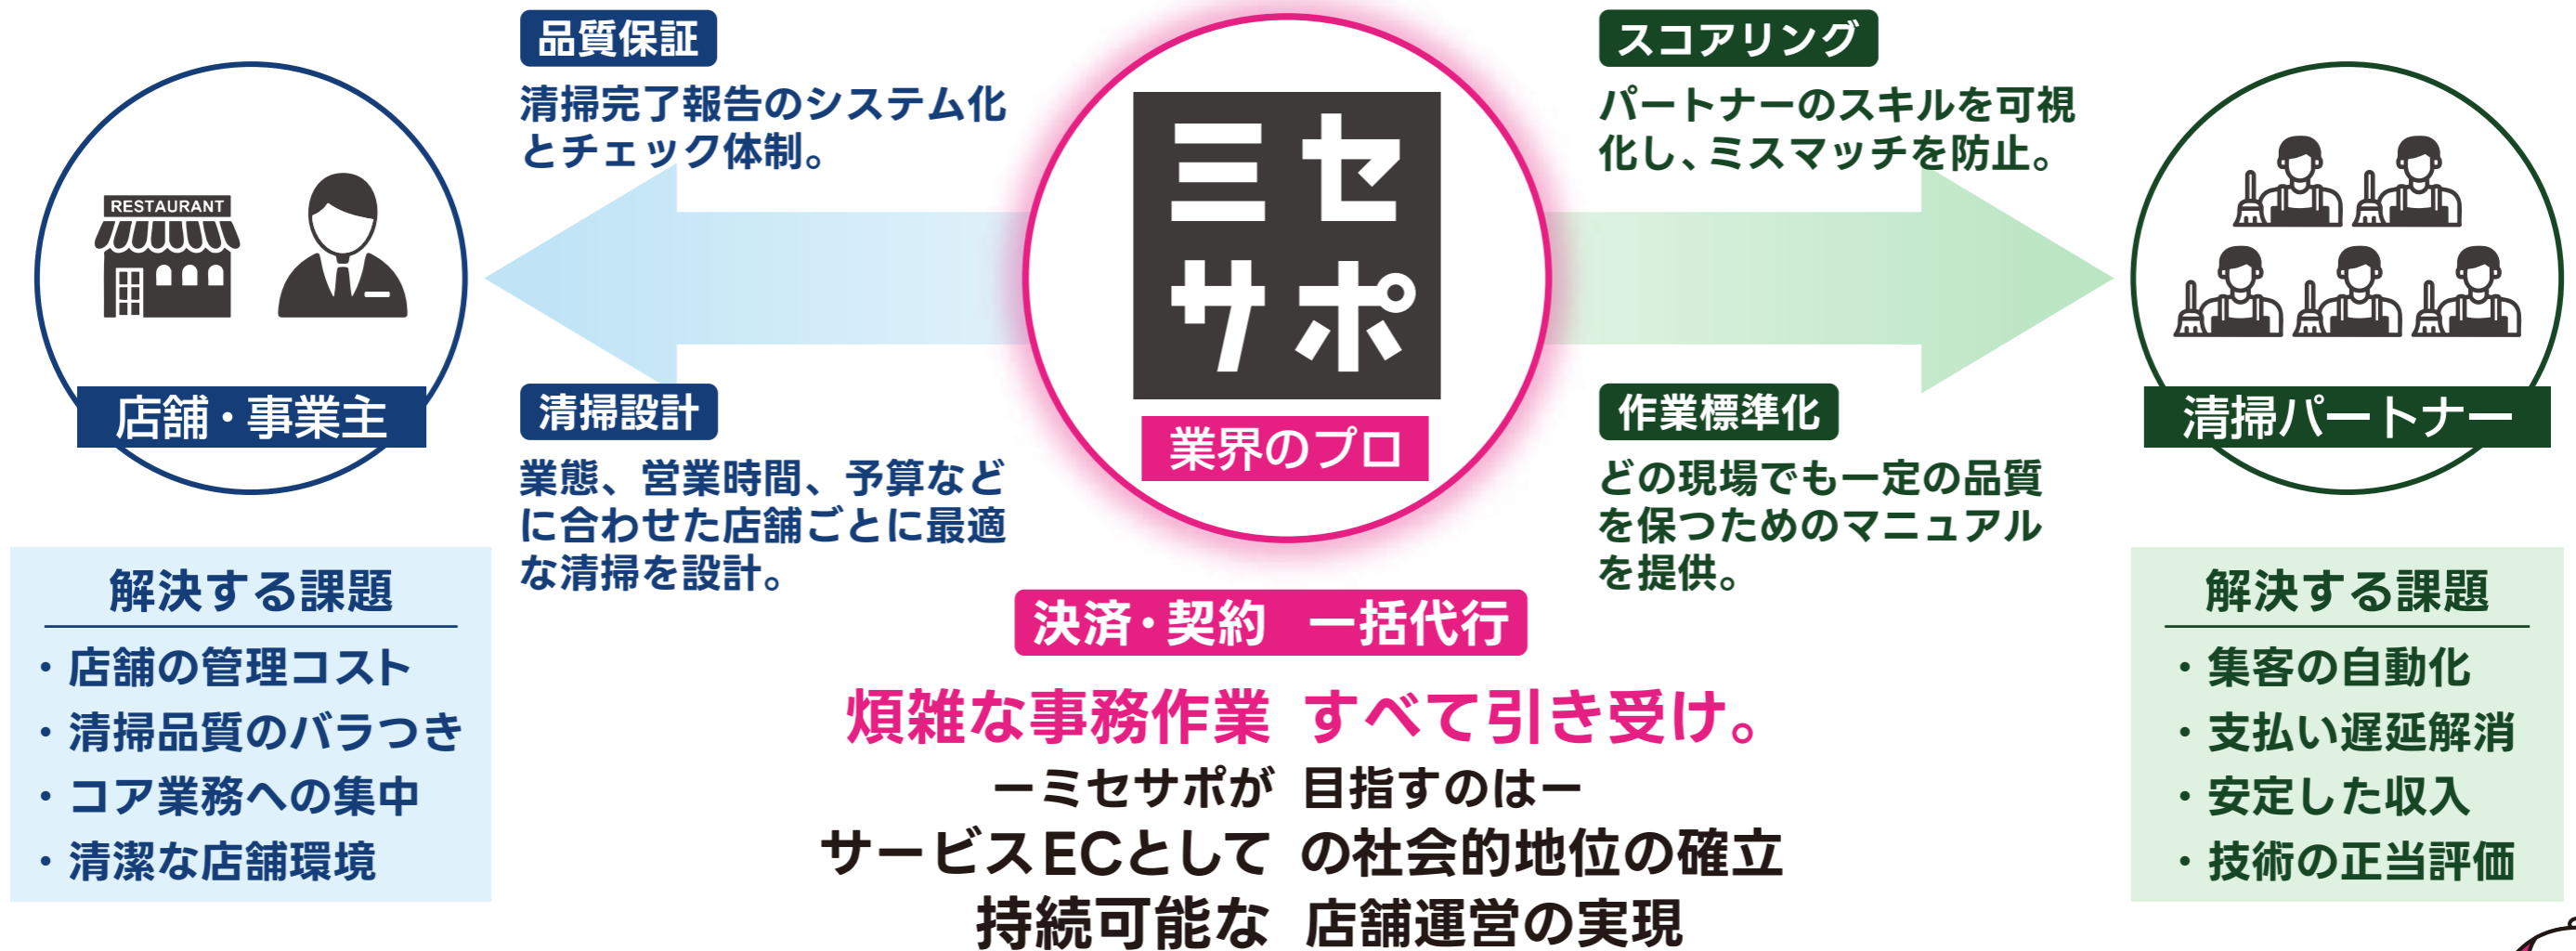 RESTAURANT
店舗・事業主
解決する課題
・店舗の管理コスト
・清掃品質のバラつき
・コア業務への集中
・清潔な店舗環境
品質保証
清掃完了報告のシステム化
とチェック体制。
清掃設計
業態、営業時間、予算など
に合わせた店舗ごとに最適
な清掃を設計。
ミセ
サポ
業界のプロ
決済・契約 一括代行
煩雑な事務作業 すべて引き受け。
ーミセサポが 目指すのはー
サービスECとして の社会的地位の確立
持続可能な 店舗運営の実現
スコアリング
パートナーのスキルを可視
化し、ミスマッチを防止。
作業標準化
どの現場でも一定の品質
を保つためのマニュアル
を提供。
清掃パートナー
解決する課題
・集客の自動化
・支払い遅延解消
・安定した収入
・技術の正当評価